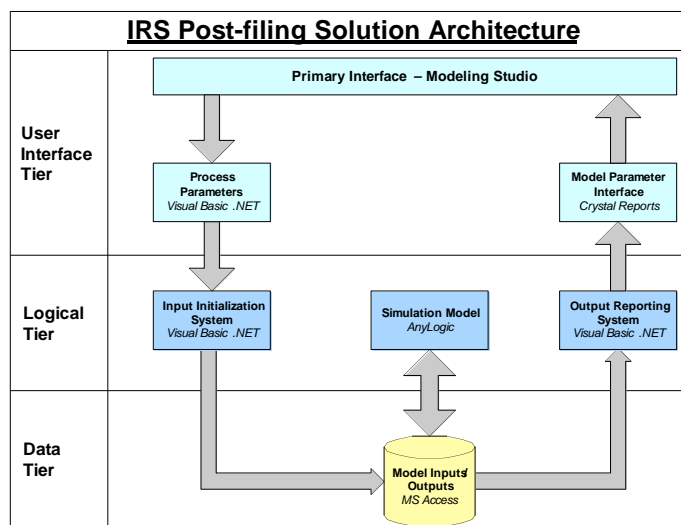 IRS Post-filing Solution Architecture
Primary Interface – Modeling Studio
User
Interface
Tier
Process
Parameters
Visual Basic .NET
Model Parameter
Interface
Crystal Reports
Logical
Tier
Input Initialization
System
Visual Basic .NET
Simulation Model
AnyLogic
Output Reporting
System
Visual Basic .NET
Data
Tier
Model Inputs/
Outputs
MS Access